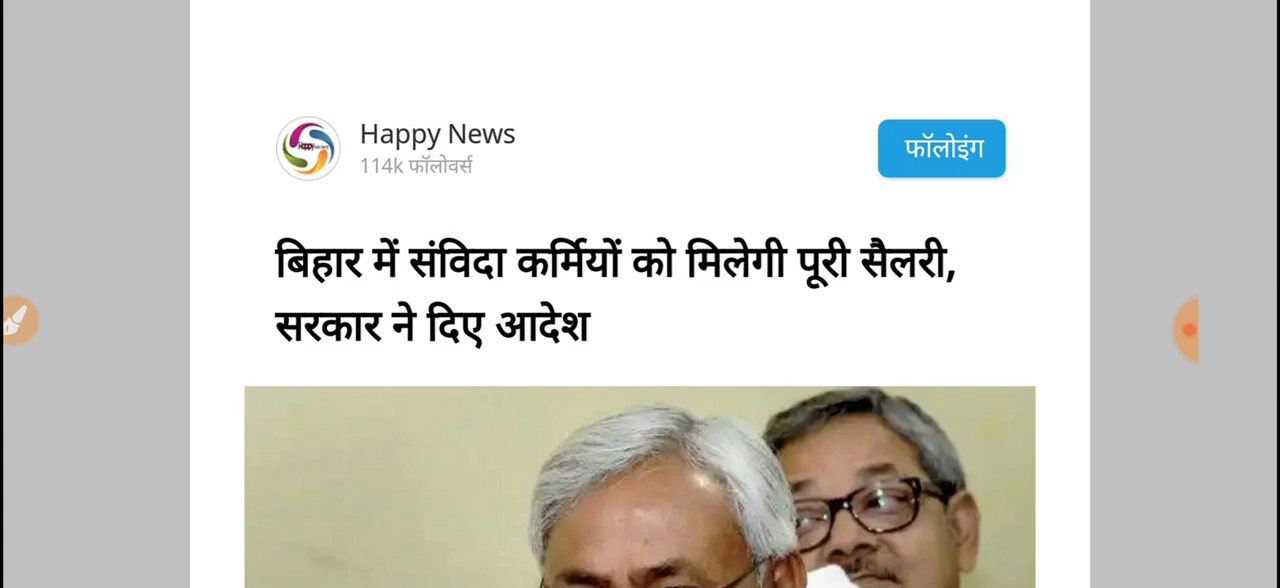 Happy News
114k फॉलोवर्स
फॉलोइंग
बिहार में संविदा कर्मियों को मिलेगी पूरी सैलरी,
सरकार ने दिए आदेश